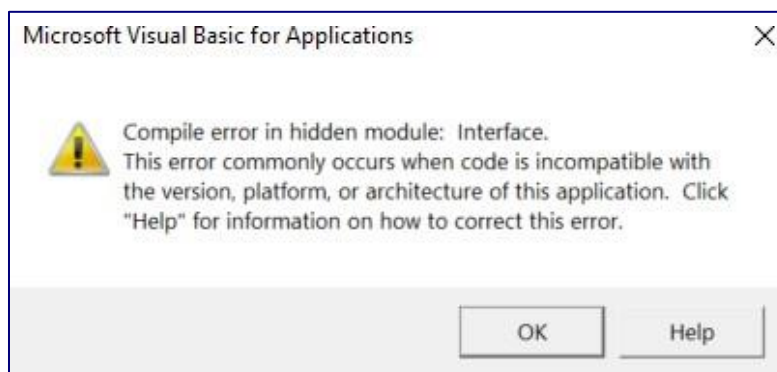 Microsoft Visual Basic for Applications
Compile error in hidden module:  Interface.
This error commonly occurs when code is incompatible with
the version, platform, or architecture of this application.  Click
"Help" for information on how to correct this error.
OK
Help